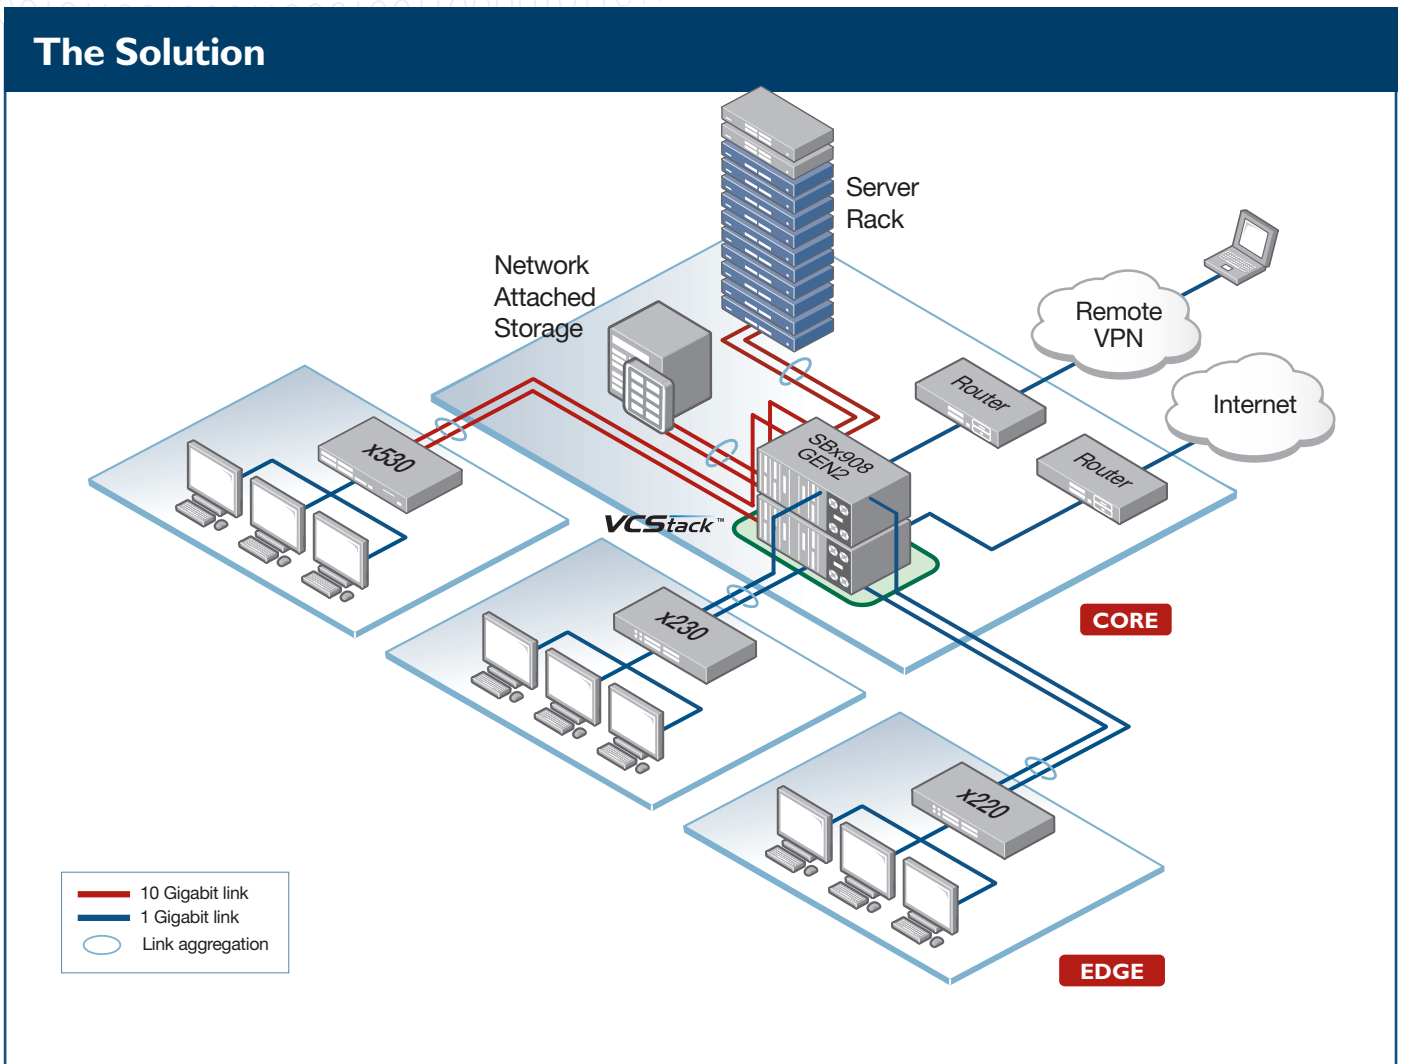 The Solution
Server
Rack
Network
Attached
Storage
Remote
VPN
Internet
Router
Router
x530
SBx908
GEN2
VCStack™
x230
CORE
x220
10 Gigabit link
1 Gigabit link
Link aggregation
EDGE